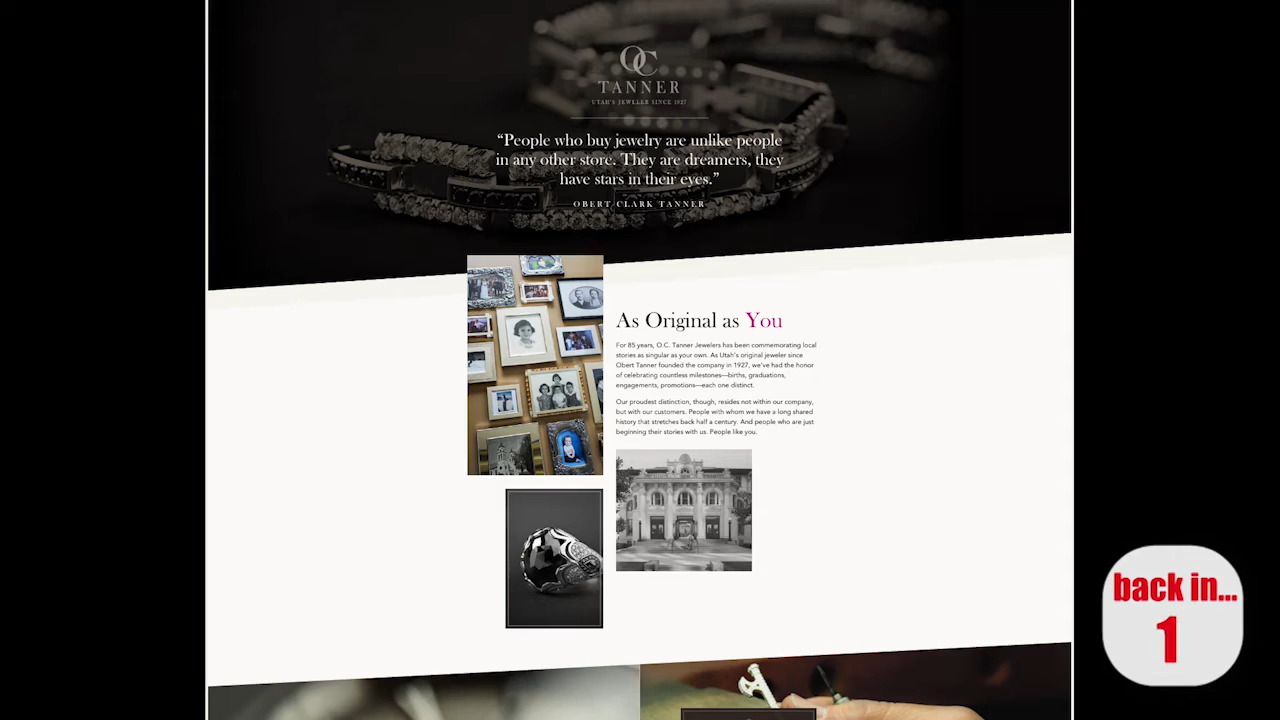 OC
TANNER
UTAH'S JEWELER SINCE 1927
“People who buy jewelry are unlike people
in any other store. They are dreamers, they
have stars in their eyes.”
OBERT CLARK TANNER
As Original as You
For 85 years, O.C. Tanner Jewelers has been commemorating local
stories as singular as your own. As Utah's original jeweler since
Obert Tanner founded the company in 1927, we've had the honor
of celebrating countless milestones—births, graduations,
engagements, promotions—each one distinct.
Our proudest distinction, though, resides not within our company,
but with our customers. People with whom we have a long shared
history that stretches back half a century. And people who are just
beginning their stories with us. People like you.
back in...
1